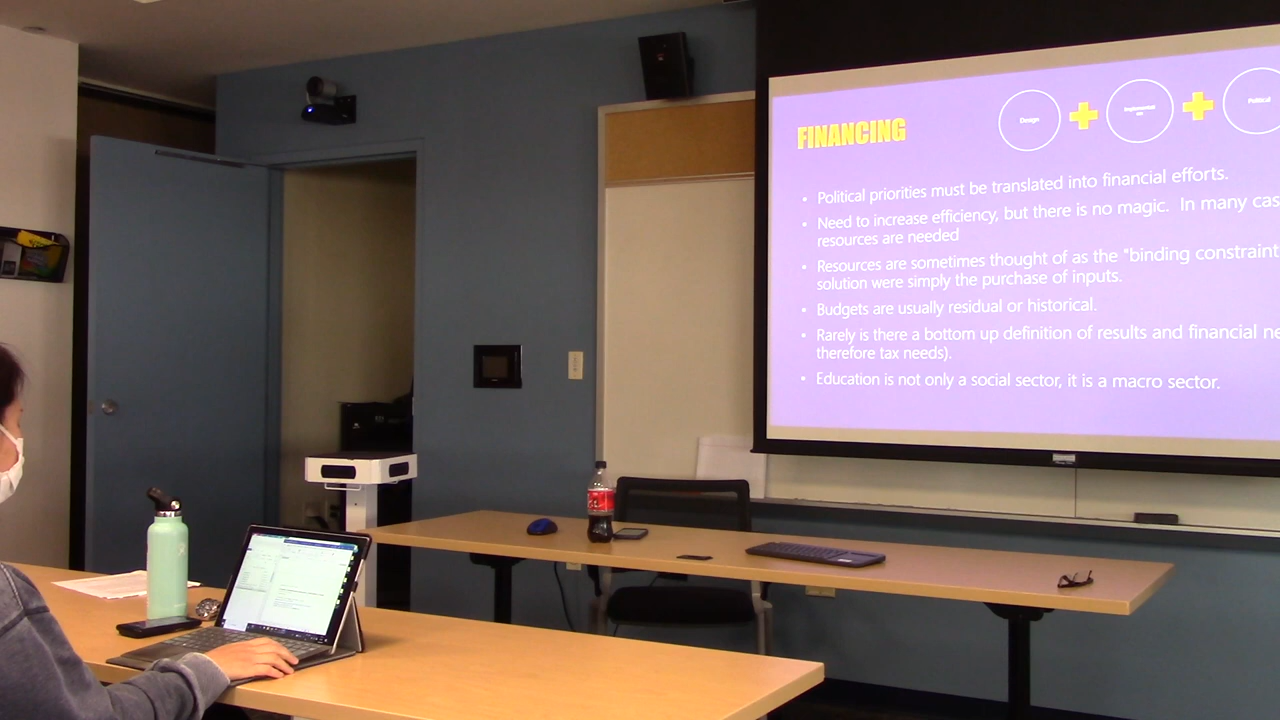 FINANCING
Design
Political
Political priorities must be translated into financial efforts.
Need to increase efficiency, but there is no magic. In many cas
resources are needed
Resources are sometimes thought of as the "binding constraint
solution were simply the purchase of inputs.
Budgets are usually residual or historical.
Rarely is there a bottom up definition of results and financial ne
therefore tax needs).
Education is not only a social sector, it is a macro sector.